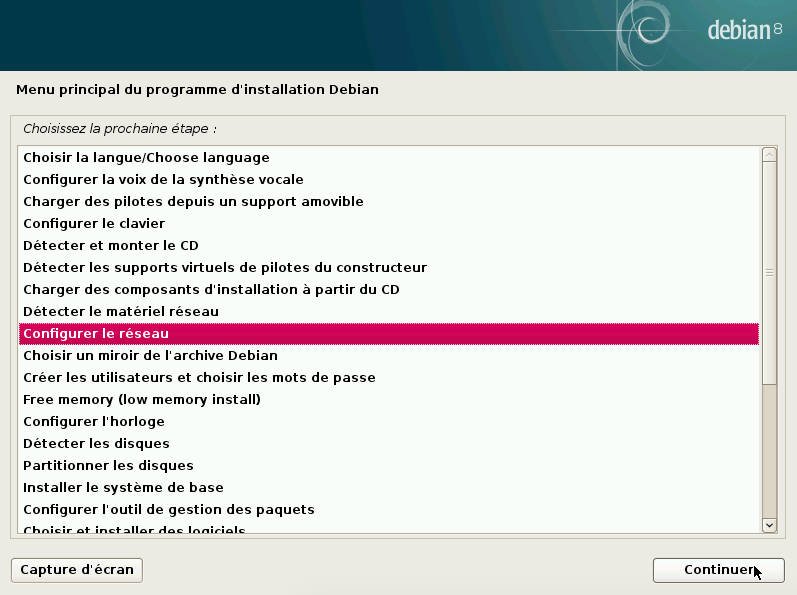 debian 8
Menu principal du programme d'installation Debian
Choisissez la prochaine étape :
Choisir la langue/Choose language
Configurer la voix de la synthèse vocale
Charger des pilotes depuis un support amovible
Configurer le clavier
Détecter et monter le CD
Détecter les supports virtuels de pilotes du constructeur
Charger des composants d'installation à partir du CD
Détecter le matériel réseau
Configurer le réseau
Choisir un miroir de l'archive Debian
Créer les utilisateurs et choisir les mots de passe
Free memory (low memory install)
Configurer l'horloge
Détecter les disques
Partitionner les disques
Installer le système de base
Configurer l'outil de gestion des paquets
Choisir et installer des logiciels
Capture d'écran
Continuer